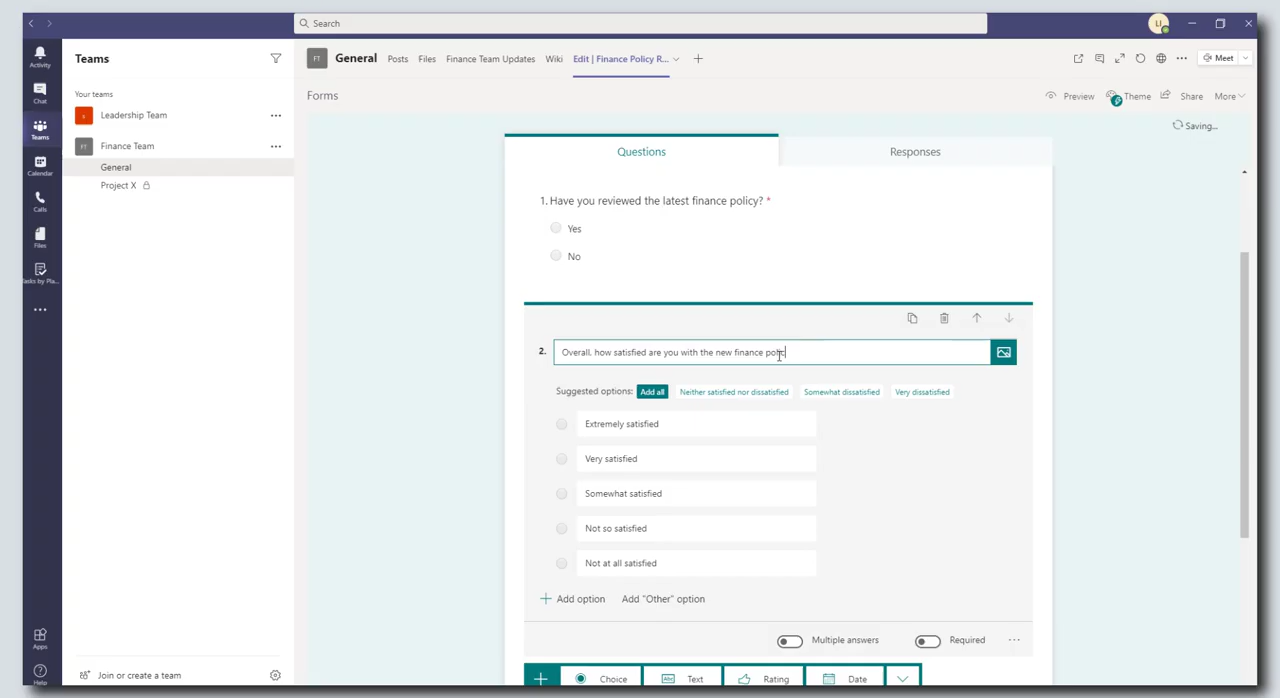 Search
LI
Activity
Chat
Teams
Calendar
Calls
Files
Tasks by Pla...
Apps
Help
Teams
Your teams
Leadership Team
Finance Team
General
Project X
Join or create a team
FT General Posts Files Finance Team Updates Wiki Edit | Finance Policy R... Meet
Forms Preview Theme Share More
Saving...
Questions Responses
1. Have you reviewed the latest finance policy? *
Yes
No
2. Overall, how satisfied are you with the new finance polic
Suggested options: Add all Neither satisfied nor dissatisfied Somewhat dissatisfied Very dissatisfied
Extremely satisfied
Very satisfied
Somewhat satisfied
Not so satisfied
Not at all satisfied
Add option Add "Other" option
Multiple answers Required
Choice Abc Text Rating Date